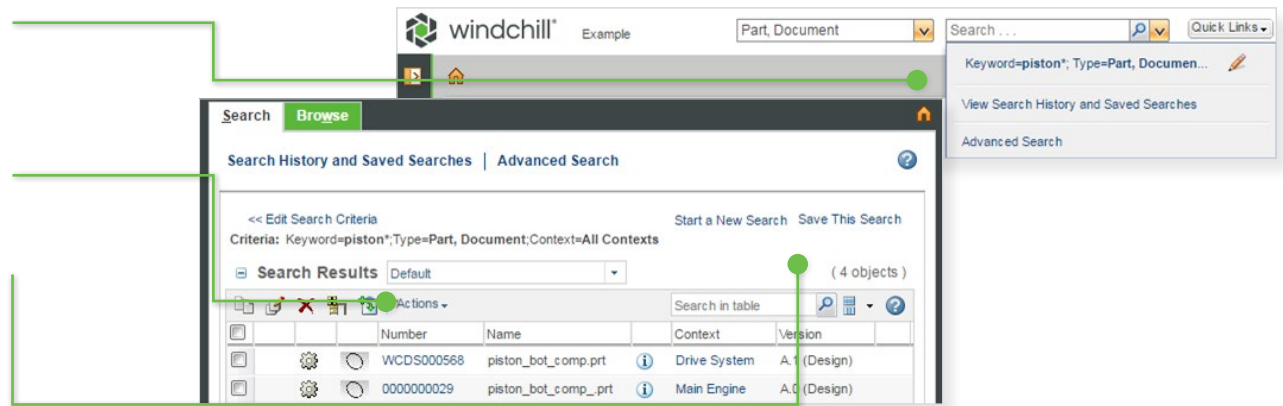 windchill Example Part, Document Search . . . Quick Links
Keyword=piston*; Type=Part, Documen...
View Search History and Saved Searches
Advanced Search
Search Browse
Search History and Saved Searches | Advanced Search
<< Edit Search Criteria Start a New Search Save This Search
Criteria: Keyword=piston*;Type=Part, Document;Context=All Contexts
Search Results Default ( 4 objects )
Actions Search in table
Number Name Context Version
WCDS000568 piston_bot_comp.prt Drive System A.1 (Design)
0000000029 piston_bot_comp_.prt Main Engine A.0 (Design)